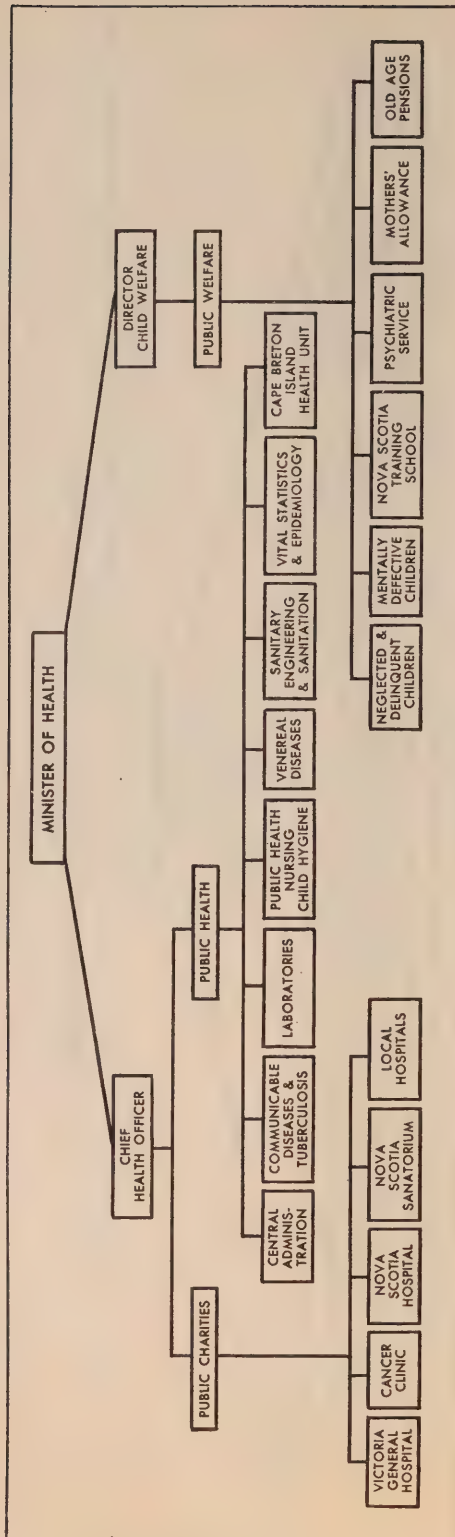 MINISTER OF HEALTH
CHIEF
HEALTH OFFICER
DIRECTOR
CHILD WELFARE
PUBLIC CHARITIES
PUBLIC HEALTH
PUBLIC WELFARE
VICTORIA
GENERAL
HOSPITAL
CANCER
CLINIC
NOVA
SCOTIA
HOSPITAL
NOVA
SCOTIA
SANATORIUM
LOCAL
HOSPITALS
CENTRAL
ADMINIS-
TRATION
COMMUNICABLE
DISEASES &
TUBERCULOSIS
LABORATORIES
PUBLIC HEALTH
NURSING
CHILD HYGIENE
VENEREAL
DISEASES
SANITARY
ENGINEERING
& SANITATION
VITAL STATISTICS
& EPIDEMIOLOGY
CAPE BRETON
ISLAND
HEALTH UNIT
NEGLECTED &
DELINQUENT
CHILDREN
MENTALLY
DEFECTIVE
CHILDREN
NOVA SCOTIA
TRAINING
SCHOOL
PSYCHIATRIC
SERVICE
MOTHERS'
ALLOWANCE
OLD AGE
PENSIONS